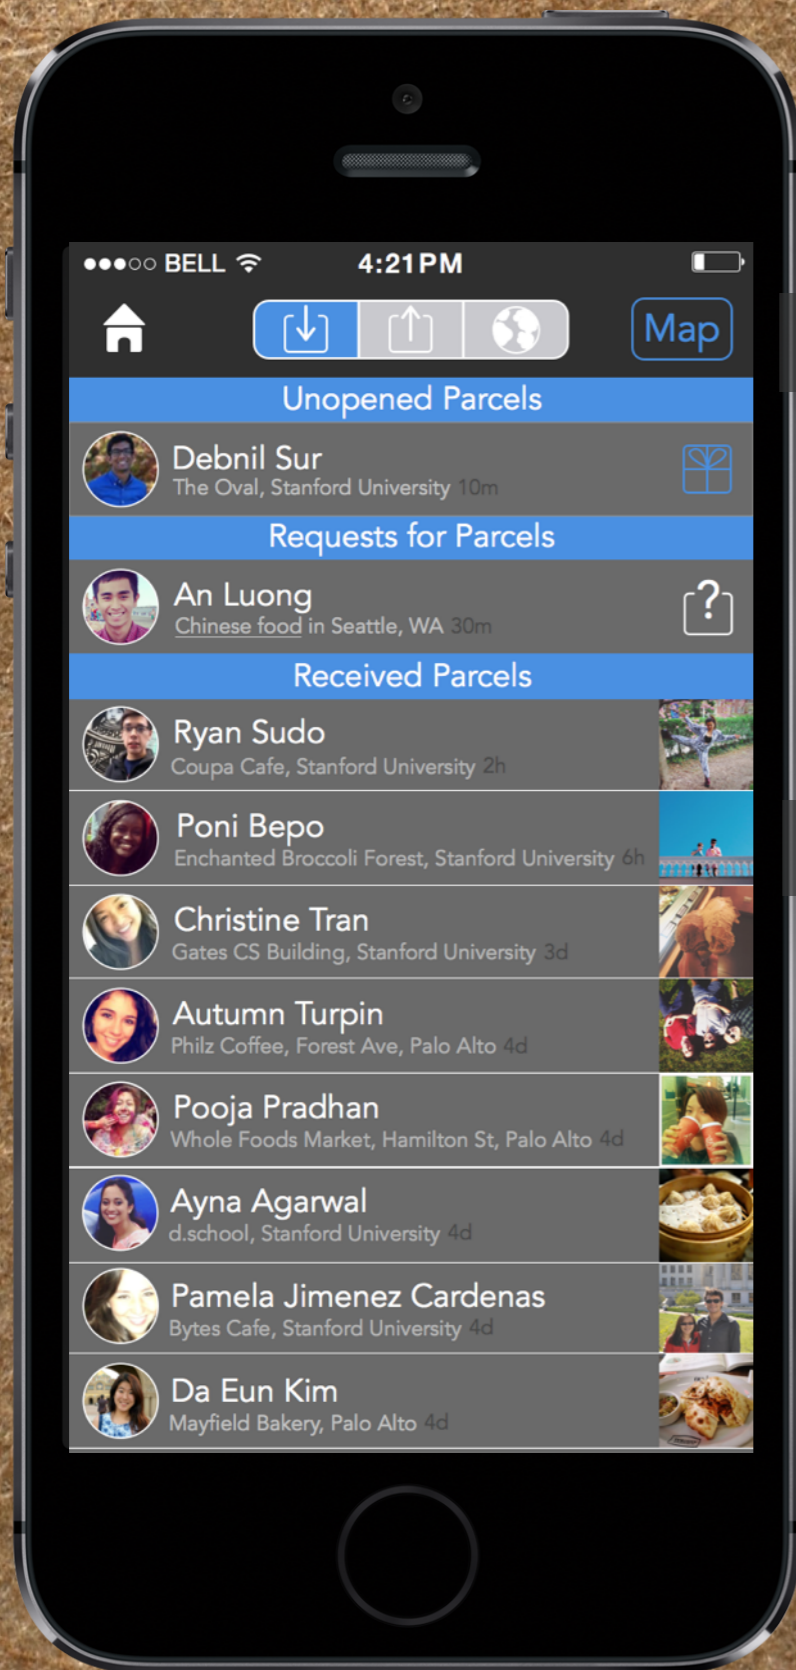 BELL 4:21PM
Map
Unopened Parcels
Debnil Sur
The Oval, Stanford University 10m
Requests for Parcels
An Luong
?
Chinese food in Seattle, WA 30m
Received Parcels
Ryan Sudo
Coupa Cafe, Stanford University 2h
Poni Bepo
Enchanted Broccoli Forest, Stanford University 6h
Christine Tran
Gates CS Building, Stanford University 3d
Autumn Turpin
Philz Coffee, Forest Ave, Palo Alto 4d
Pooja Pradhan
Whole Foods Market, Hamilton St, Palo Alto 4d
Ayna Agarwal
d.school, Stanford University 4d
Pamela Jimenez Cardenas
Bytes Cafe, Stanford University 4d
Da Eun Kim
Mayfield Bakery, Palo Alto 4d